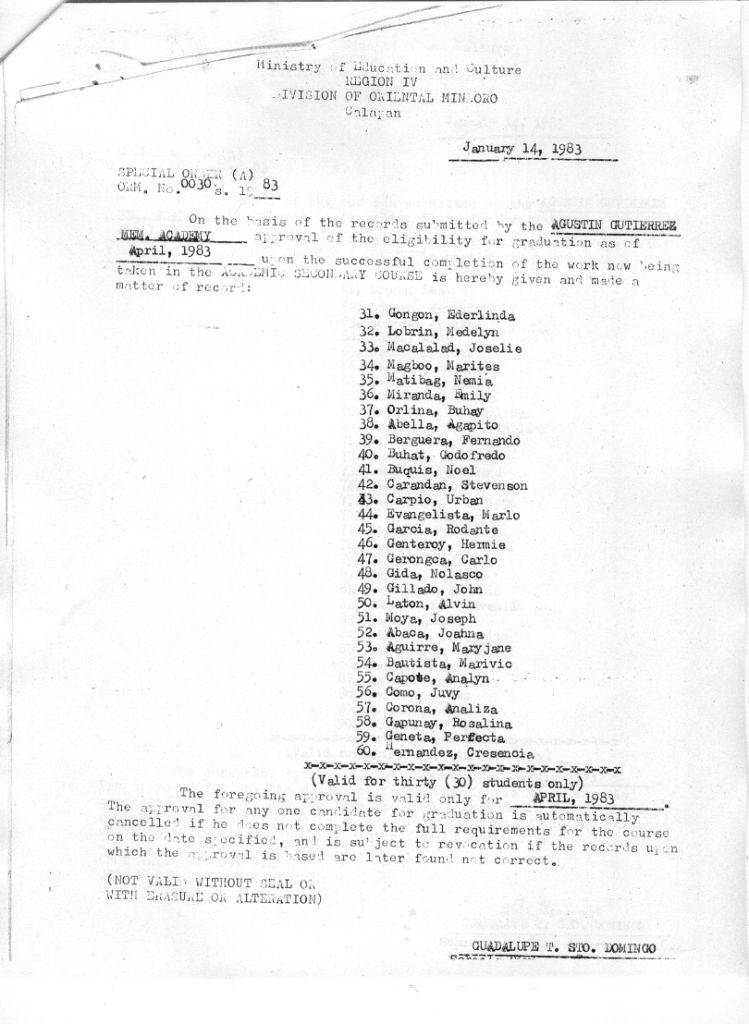 Ministry of Education and Culture
REGION IV
DIVISION OF ORIENTAL MINDORO
Calapan
January 14, 1983
SPECIAL ORDER (A)
ORM. No. 0030 s. 19 83
On the basis of the records submitted by the AGUSTIN GUTIERREZ
MEM. ACADEMY approval of the eligibility for graduation as of
April, 1983 upon the successful completion of the work now being
taken in the ACADEMIC SECONDARY COURSE is hereby given and made a
matter of record:
31. Gongon, Ederlinda
32. Lobrin, Medelyn
33. Macalalad, Joselie
34. Magboo, Marites
35. Matibag, Nemia
36. Miranda, Emily
37. Orlina, Buhay
38. Abella, Agapito
39. Berguera, Fernando
40. Buhat, Godofredo
41. Buquis, Noel
42. Carandan, Stevenson
43. Carpio, Urban
44. Evangelista, Marlo
45. Garcia, Rodante
46. Genteroy, Hermie
47. Gerongca, Carlo
48. Gida, Nolasco
49. Gillado, John
50. Laton, Alvin
51. Moya, Joseph
52. Abaca, Joahna
53. Aguirre, Maryjane
54. Bautista, Marivic
55. Capote, Analyn
56. Como, Juvy
57. Corona, Analiza
58. Gapunay, Rosalina
59. Geneta, Perfecta
60. Hernandez, Cresencia
x-x-x-x-x-x-x-x-x-x-x-x-x-x-x-x-x-x-x-x-x-x
(Valid for thirty (30) students only)
The foregoing approval is valid only for APRIL, 1983.
The approval for any one candidate for graduation is automatically
cancelled if he does not complete the full requirements for the course
on the date specified, and is subject to revocation if the records upon
which the approval is based are later found not correct.
(NOT VALID WITHOUT SEAL OR
WITH ERASURE OR ALTERATION)
GUADALUPE T. STO. DOMINGO